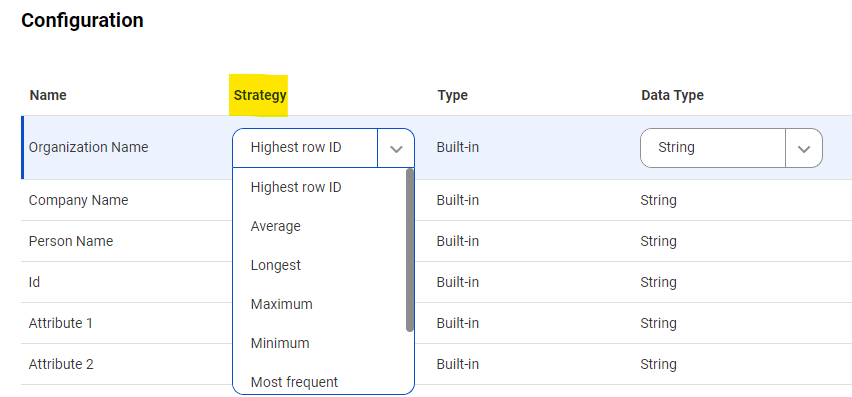 Configuration
Name Strategy Type Data Type
Organization Name Highest row ID Built-in String
Highest row ID
Company Name Built-in String
Average
Person Name Built-in String
Longest
Id Built-in String
Maximum
Attribute 1 Built-in String
Minimum
Attribute 2 Built-in String
Most frequent